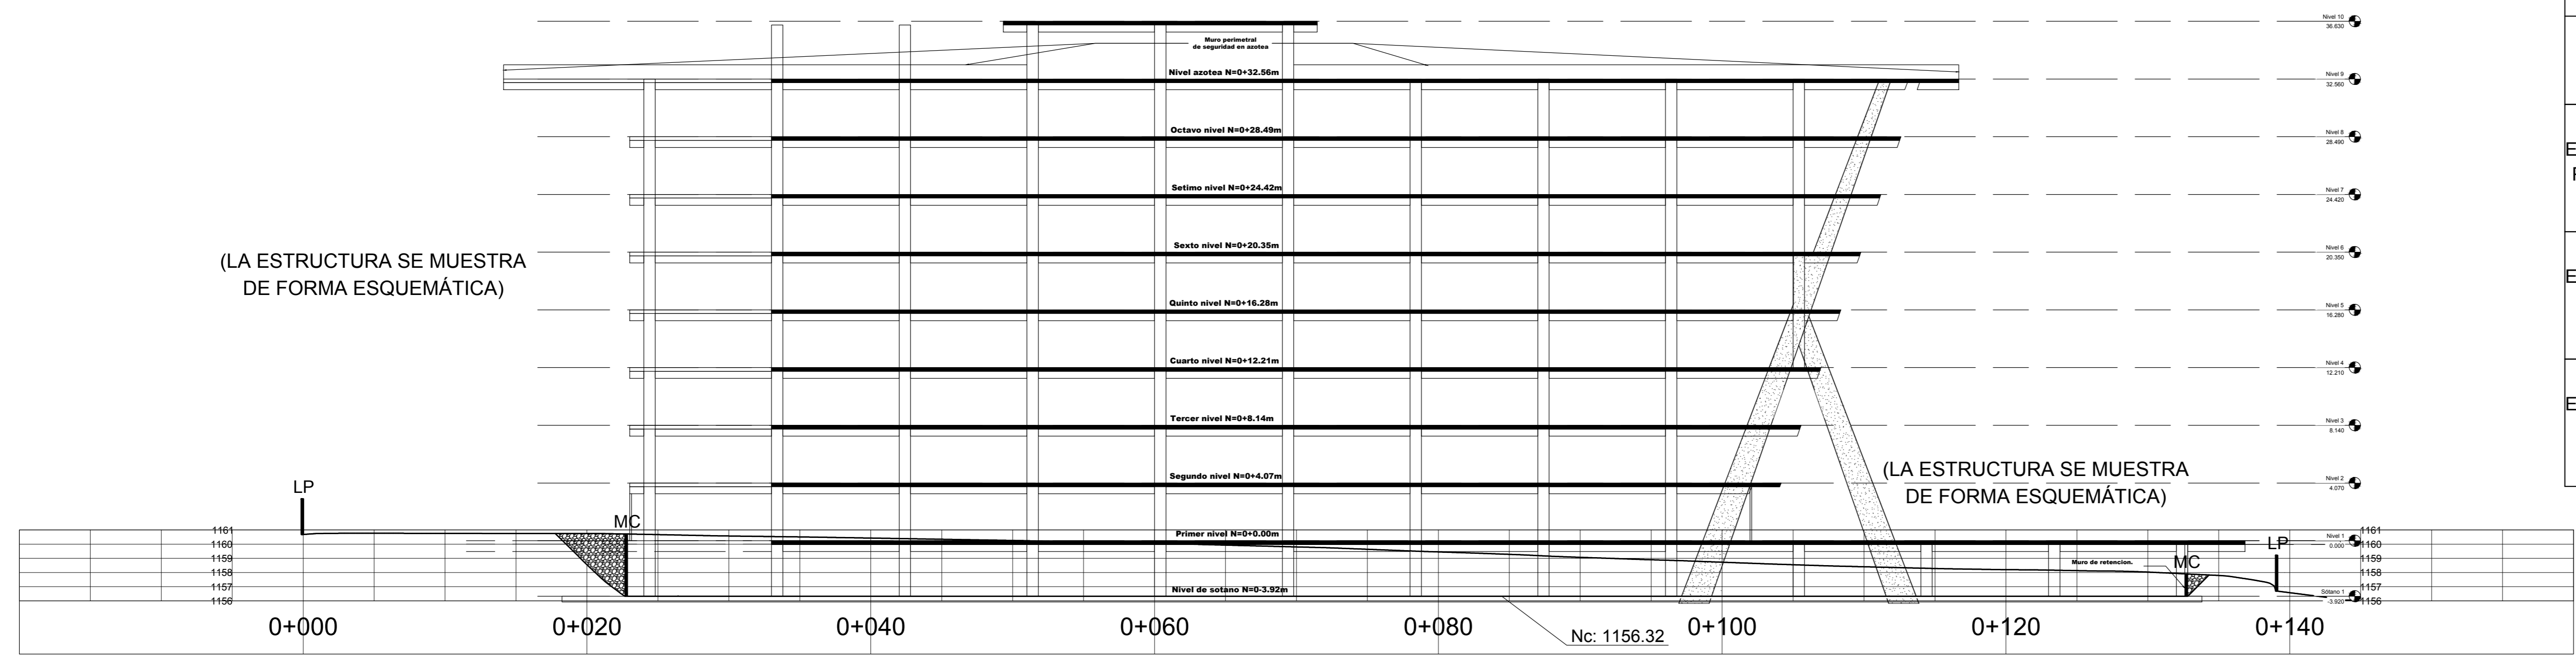 Nivel 10
36.630
Muro perimetral
de seguridad en azotea
Nivel azotea N=0+32.56m
Nivel 9
32.560
Octavo nivel N=0+28.49m
Nivel 8
28.490
Setimo nivel N=0+24.42m
Nivel 7
24.420
Sexto nivel N=0+20.35m
Nivel 6
20.350
(LA ESTRUCTURA SE MUESTRA
DE FORMA ESQUEMÁTICA)
Quinto nivel N=0+16.28m
Nivel 5
16.280
Cuarto nivel N=0+12.21m
Nivel 4
12.210
Tercer nivel N=0+8.14m
Nivel 3
8.140
Segundo nivel N=0+4.07m
Nivel 2
4.070
(LA ESTRUCTURA SE MUESTRA
DE FORMA ESQUEMÁTICA)
LP
MC
Primer nivel N=0+0.00m
Nivel 1
0.000
LP
MC
Muro de retencion.
1161
1160
1159
1158
1157
1156
1161
1160
1159
1158
1157
1156
Nivel de sotano N=0-3.92m
Sótano 1
-3.920
0+000
0+020
0+040
0+060
0+080
0+100
0+120
0+140
Nc: 1156.32